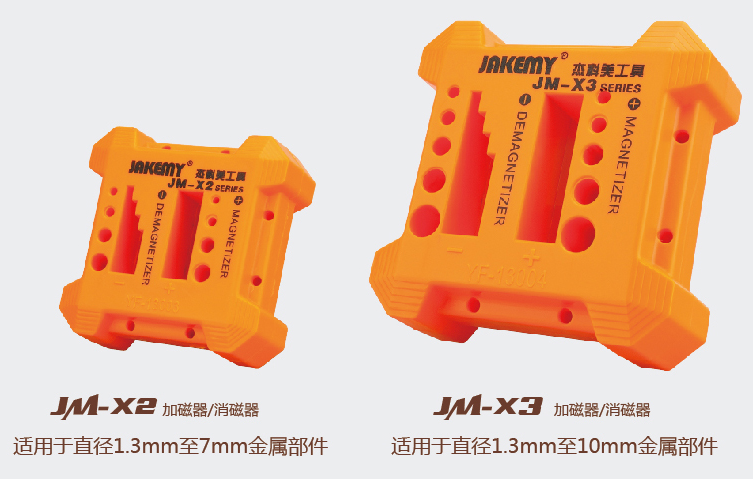 JAKEMY® 杰科美工具
JM-X2 SERIES
DEMAGNETIZER
MAGNETIZER
JM-X2 加磁器/消磁器
适用于直径1.3mm至7mm金属部件
JAKEMY® 杰科美工具
JM-X3 SERIES
DEMAGNETIZER
MAGNETIZER
JM-X3 加磁器/消磁器
适用于直径1.3mm至10mm金属部件